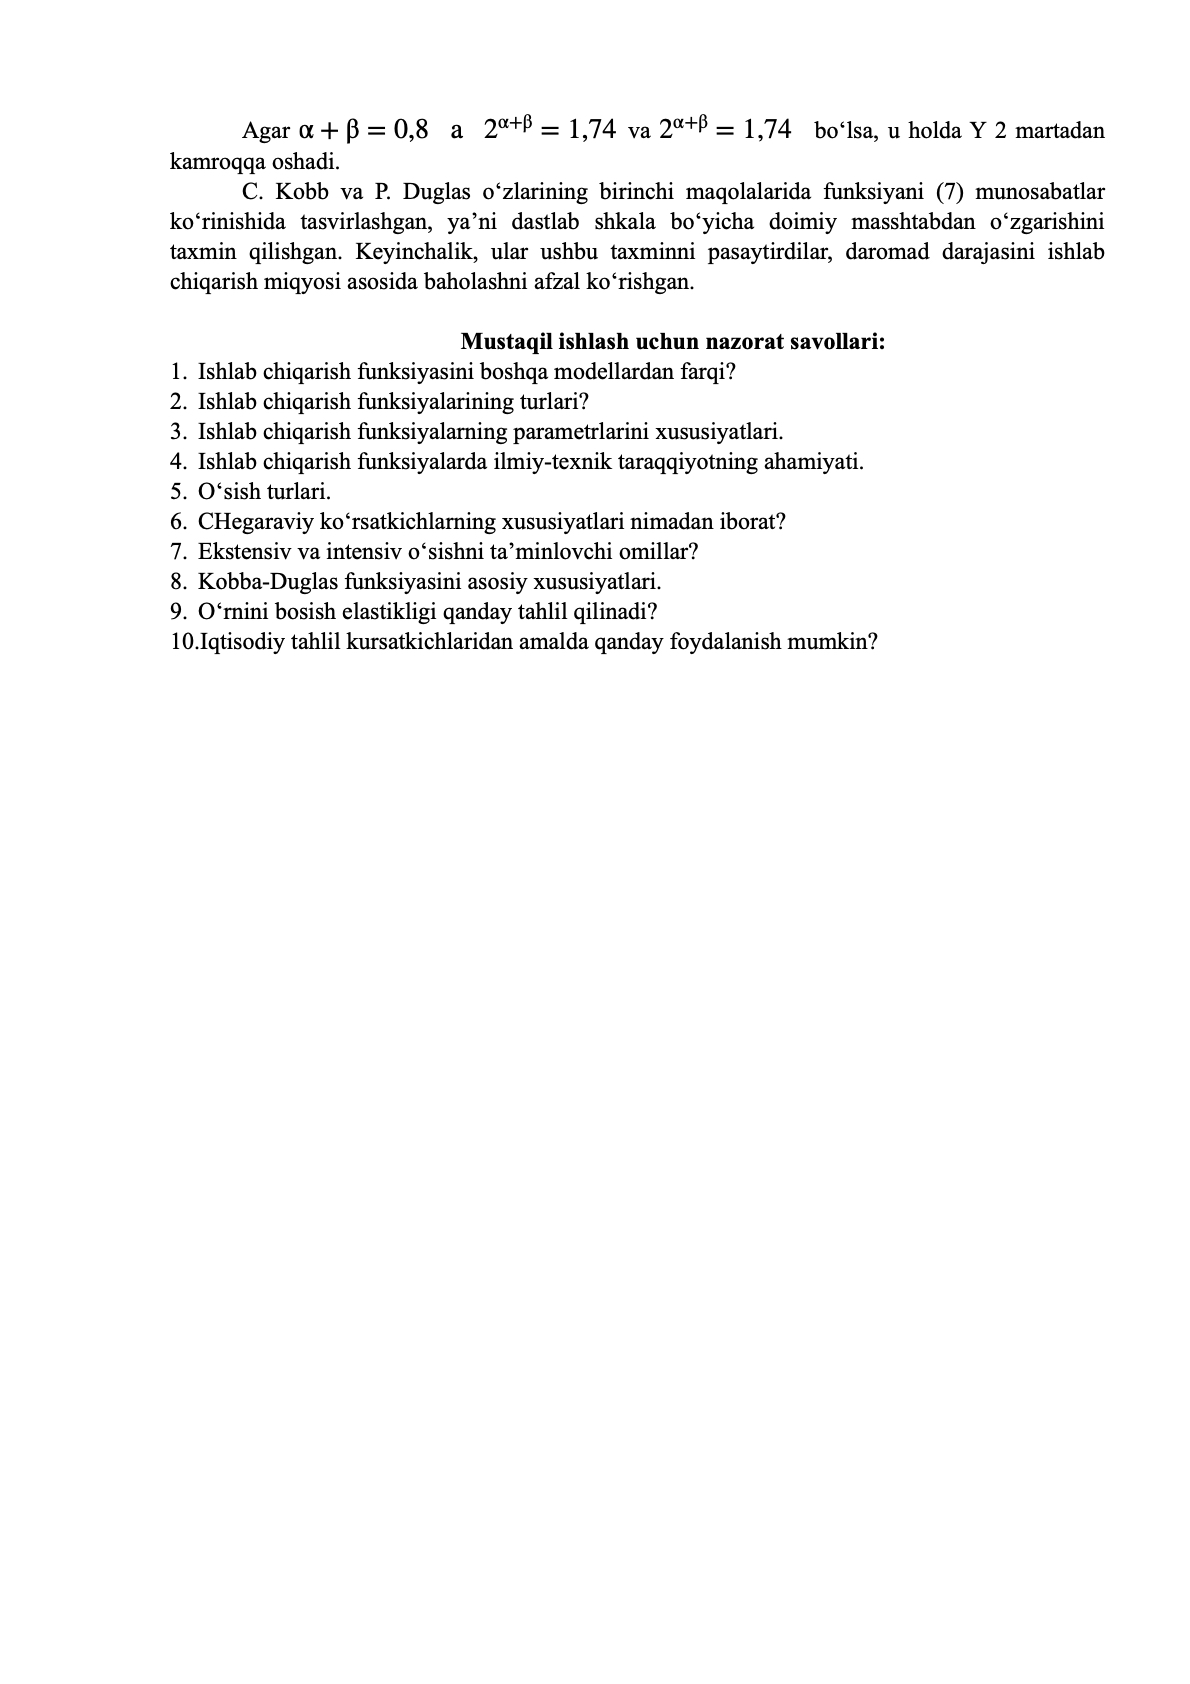 Agar α + β = 0,8 a 2^{α+β} = 1,74 va 2^{α+β} = 1,74 bo‘lsa, u holda Y 2 martadan
kamroqqa oshadi.
C. Kobb va P. Duglas o‘zlarining birinchi maqolalarida funksiyani (7) munosabatlar
ko‘rinishida tasvirlashgan, ya’ni dastlab shkala bo‘yicha doimiy masshtabdan o‘zgarishini
taxmin qilishgan. Keyinchalik, ular ushbu taxminni pasaytirdilar, daromad darajasini ishlab
chiqarish miqyosi asosida baholashni afzal ko‘rishgan.
Mustaqil ishlash uchun nazorat savollari:
1. Ishlab chiqarish funksiyasini boshqa modellardan farqi?
2. Ishlab chiqarish funksiyalarining turlari?
3. Ishlab chiqarish funksiyalarning parametrlarini xususiyatlari.
4. Ishlab chiqarish funksiyalarda ilmiy-texnik taraqqiyotning ahamiyati.
5. O‘sish turlari.
6. CHegaraviy ko‘rsatkichlarning xususiyatlari nimadan iborat?
7. Ekstensiv va intensiv o‘sishni ta’minlovchi omillar?
8. Kobba-Duglas funksiyasini asosiy xususiyatlari.
9. O‘rnini bosish elastikligi qanday tahlil qilinadi?
10.Iqtisodiy tahlil kursatkichlaridan amalda qanday foydalanish mumkin?